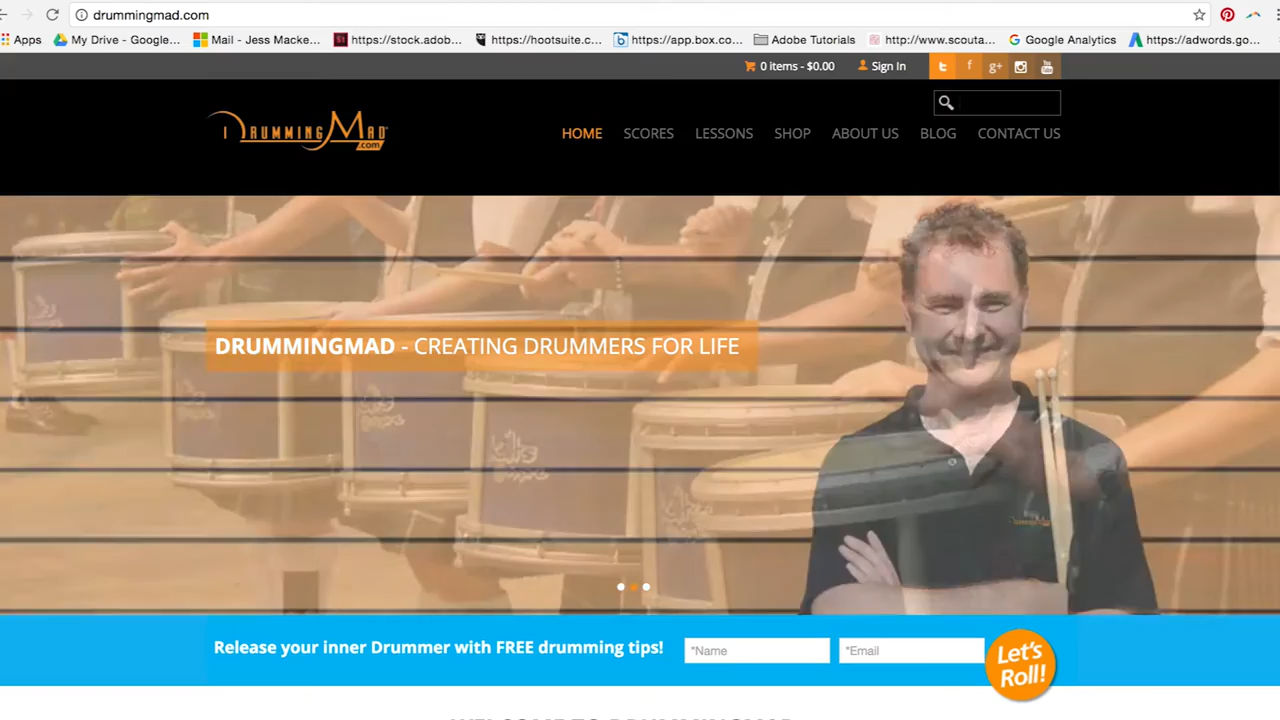 drummingmad.com
Apps My Drive - Google... Mail - Jess Macke... https://stock.adob... https://hootsuite.c... https://app.box.co... Adobe Tutorials http://www.scouta... Google Analytics https://adwords.go...
0 items - $0.00 Sign In
DRUMMINGMAD .com
HOME SCORES LESSONS SHOP ABOUT US BLOG CONTACT US
DRUMMINGMAD - CREATING DRUMMERS FOR LIFE
Release your inner Drummer with FREE drumming tips! *Name *Email Let's Roll!
WELCOME TO DRUMMINGMAD